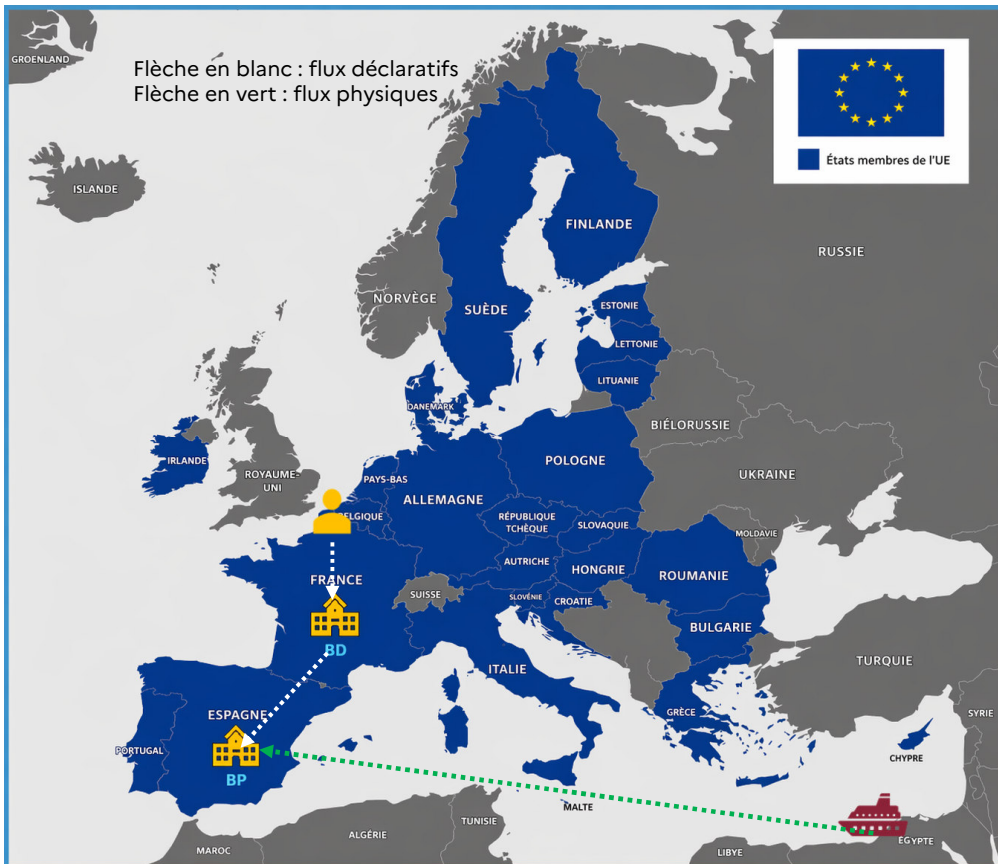 GROENLAND
Flèche en blanc : flux déclaratifs
Flèche en vert : flux physiques
États membres de l'UE
ISLANDE
FINLANDE
RUSSIE
NORVÈGE
SUÈDE
ESTONIE
LETTONIE
LITUANIE
DANEMARK
BIÉLORUSSIE
IRLANDE
ROYAUME-
UNI
PAYS-BAS
POLOGNE
UKRAINE
ALLEMAGNE
ELGIQUE
RÉPUBLIQUE
TCHÈQUE
SLOVAQUIE
MOLDAVIE
AUTRICHE
HONGRIE
ROUMANIE
FRANCE
SUISSE
SLOVÉNIE
CROATIE
BULGARIE
BD
ITALIE
TURQUIE
ESPAGNE
GRÈCE
SYRIE
PORTUGAL
CHYPRE
BP
MALTE
TUNISIE
ALGÉRIE
MAROC
LIBYE
ÉGYPTE